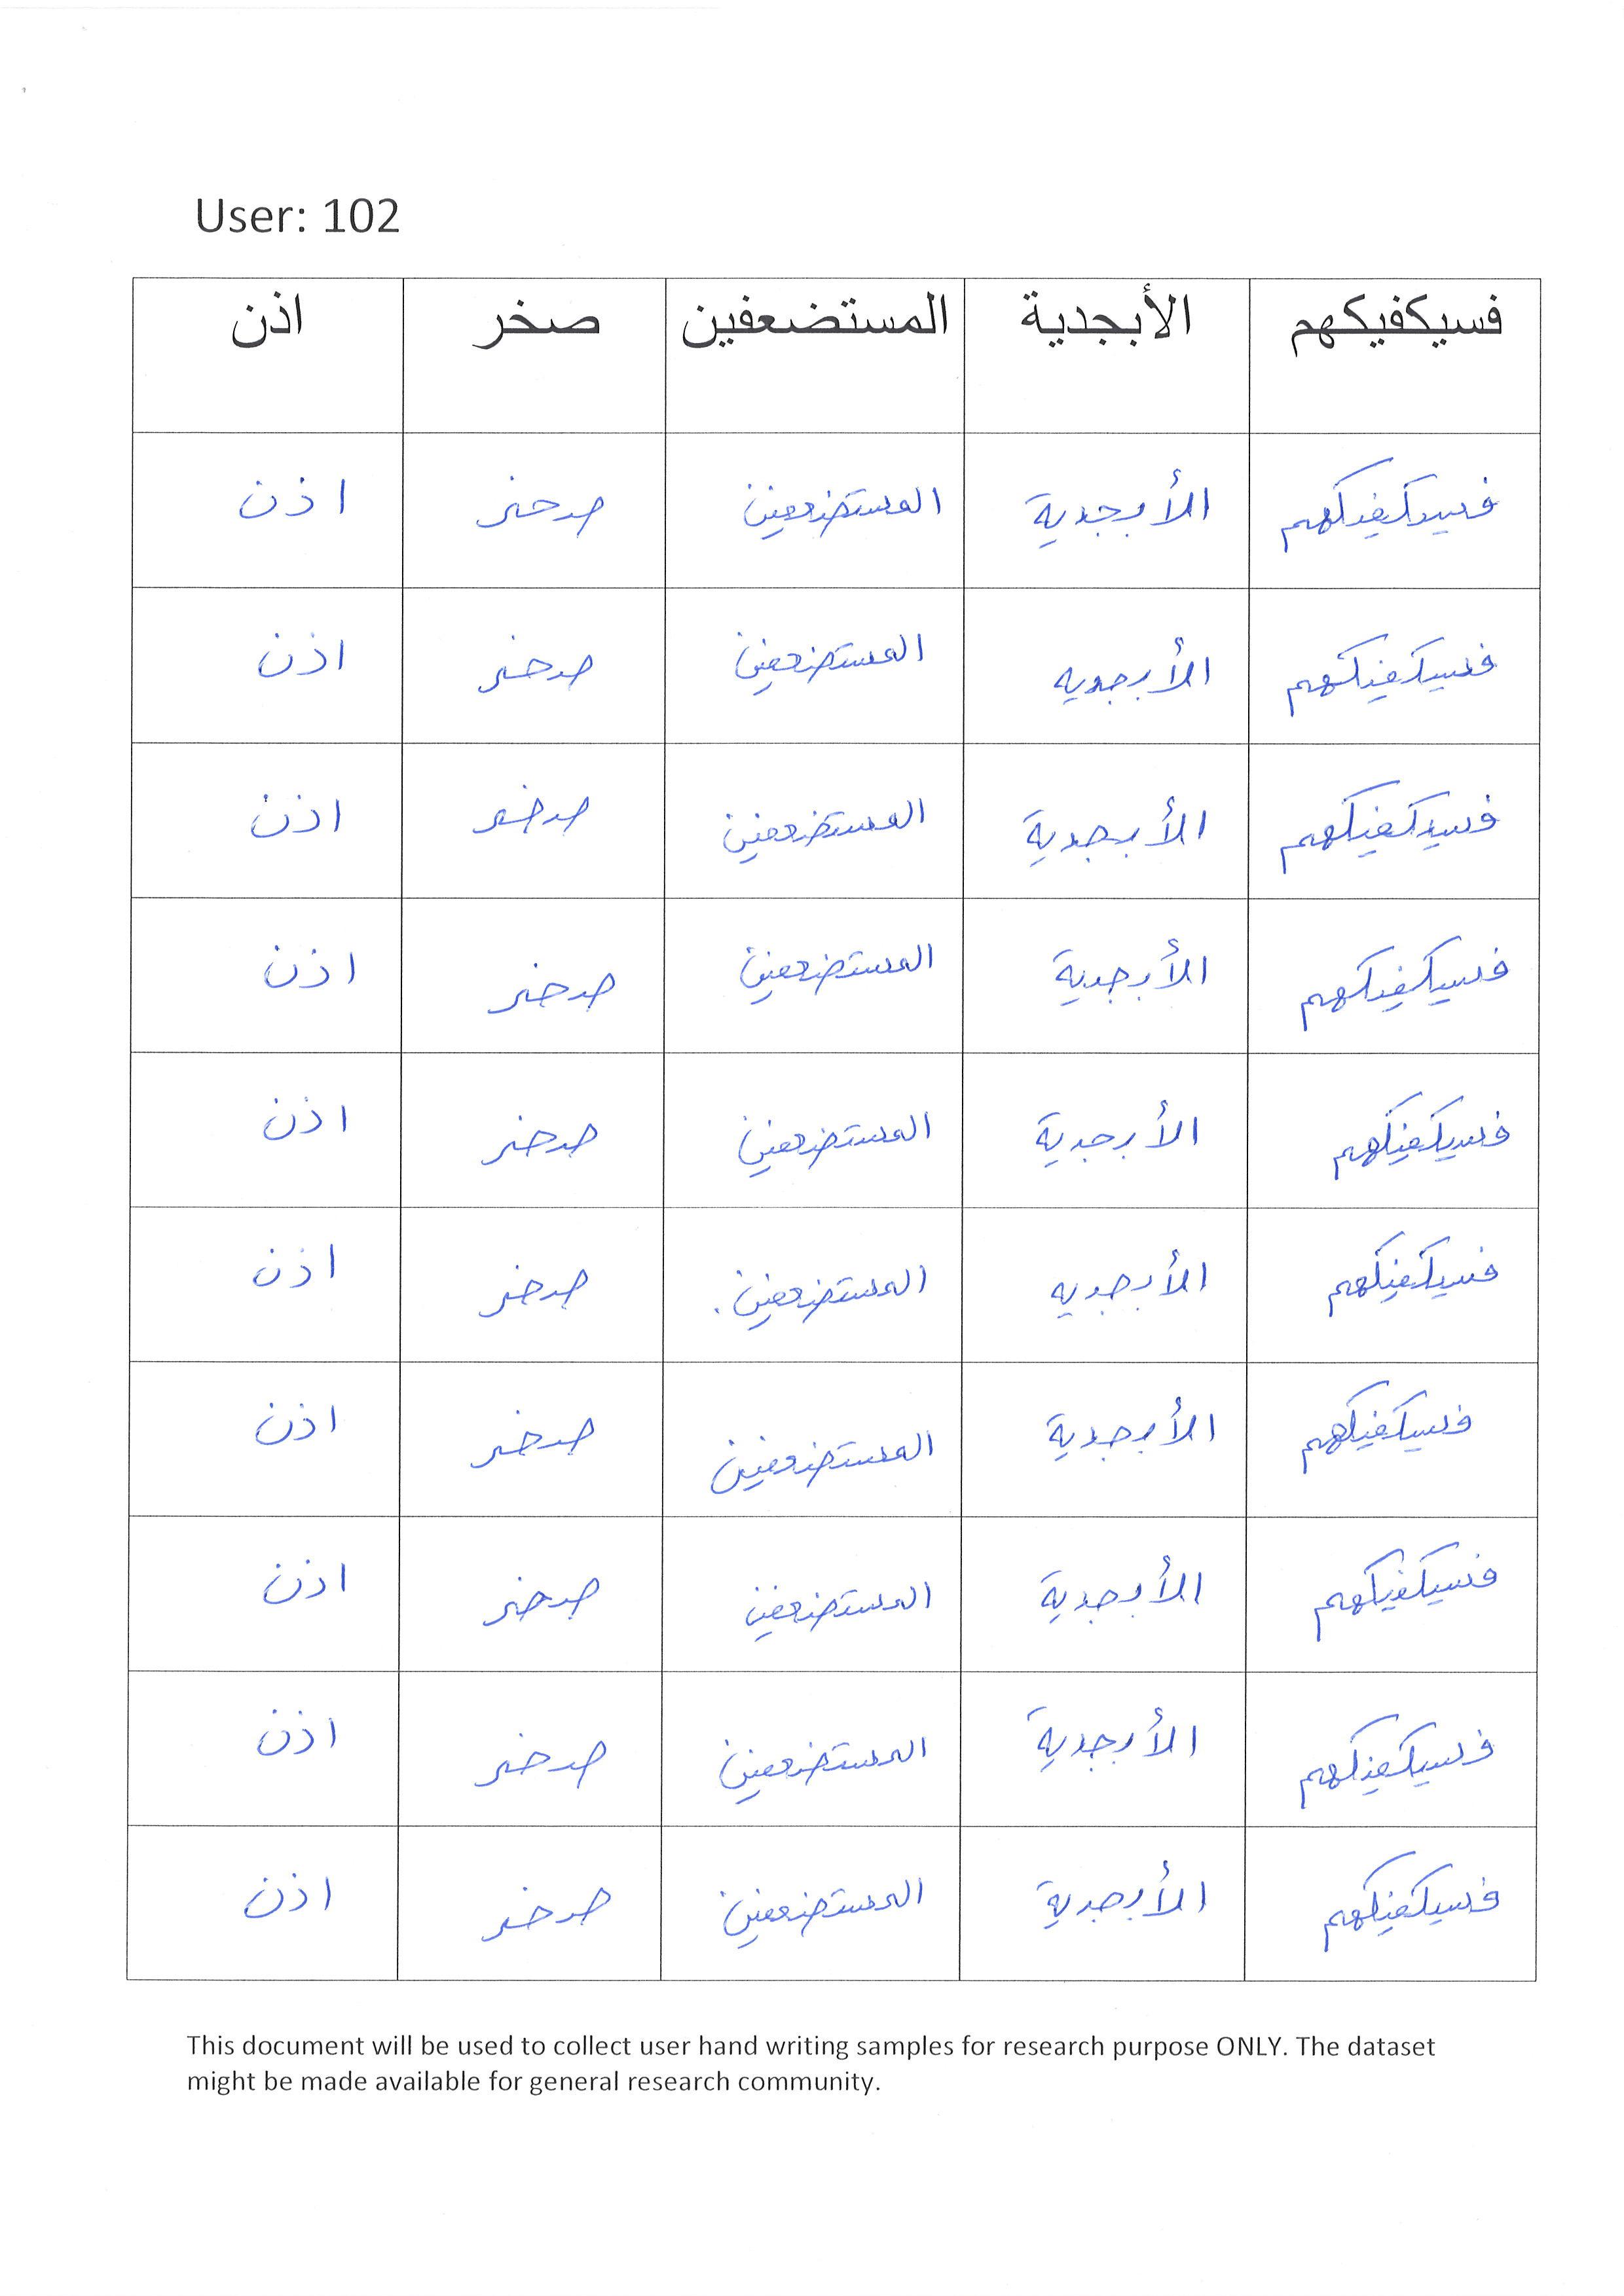 User: 102
فسيكفيكهم الأبجدية المستضعفين صخر اذن
فسيكفيكهم الأبجدية المستضعفين صخر اذن
فسيكفيكهم الأبجديه المستضعفين صخر اذن
فسيكفيكهم الأبجدية المستضعفين صخر اذن
فسيكفيكهم الأبجدية المستضعفين صخر اذن
فسيكفيكهم الأبجدية المستضعفين صخر اذن
فسيكفيكهم الأبجديه المستضعفين صخر اذن
فسيكفيكهم الأبجدية المستضعفين صخر اذن
فسيكفيكهم الأبجدية المستضعفين صخر اذن
فسيكفيكهم الأبجدية المستضعفين صخر اذن
فسيكفيكهم الأبجدية المستضعفين صخر اذن
This document will be used to collect user hand writing samples for research purpose ONLY. The dataset
might be made available for general research community.